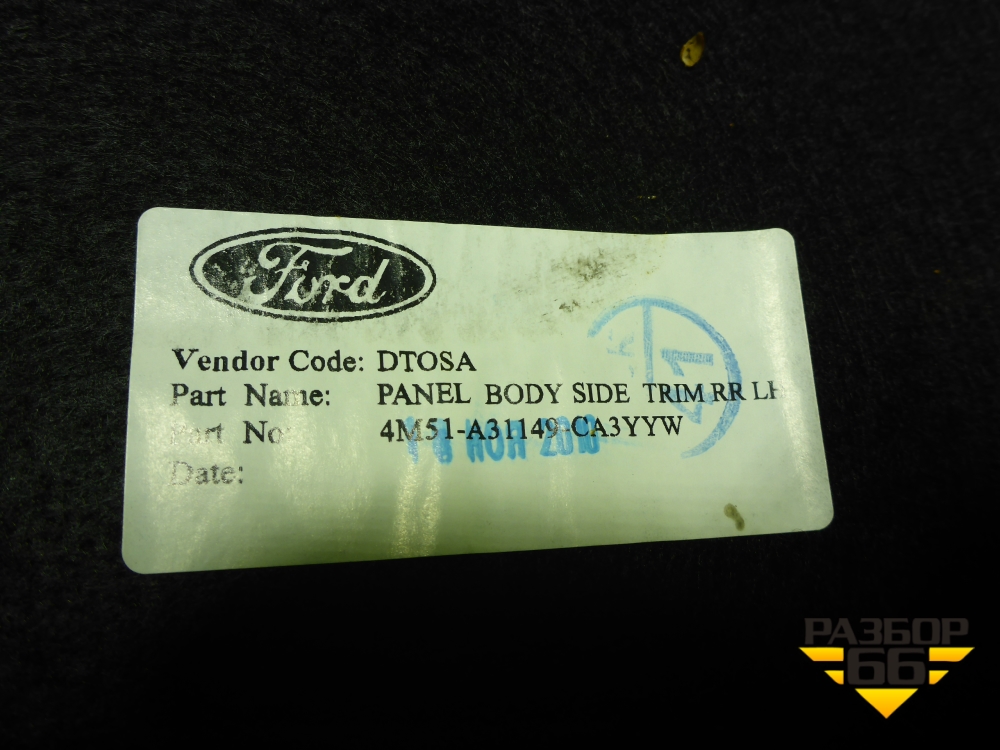 Ford
Vendor Code: DTOSA
Part Name: PANEL BODY SIDE TRIM RR LH
Part No: 4M51-A31149-CA3YYW
Date:
41
РАЗБОР
66